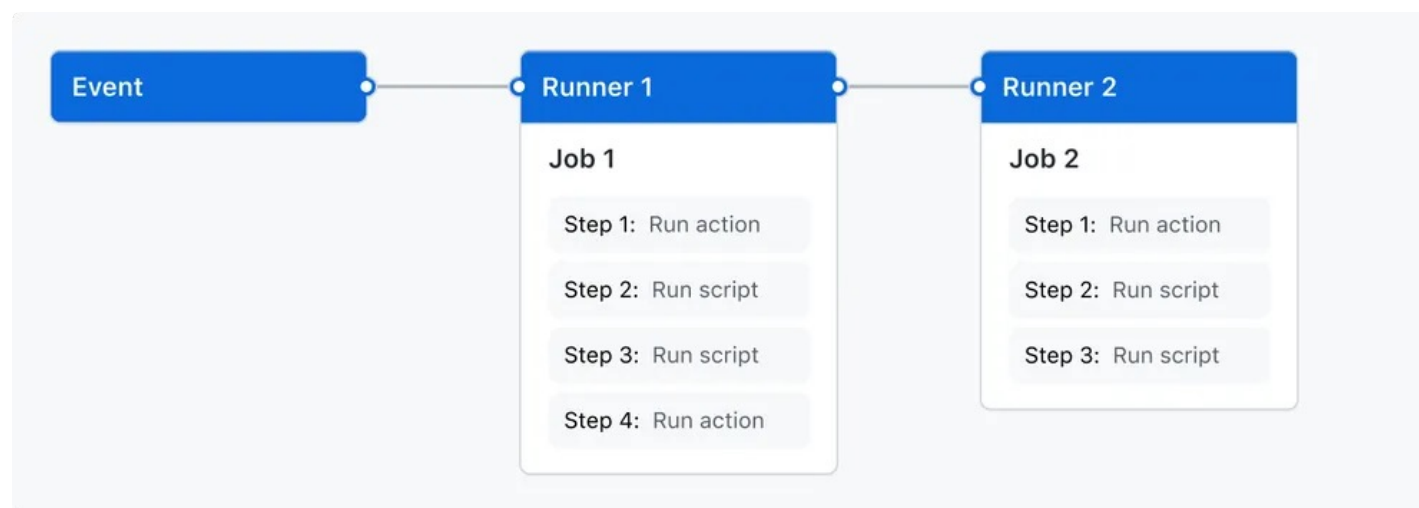 Event
Runner 1
Job 1
Step 1: Run action
Step 2: Run script
Step 3: Run script
Step 4: Run action
Runner 2
Job 2
Step 1: Run action
Step 2: Run script
Step 3: Run script